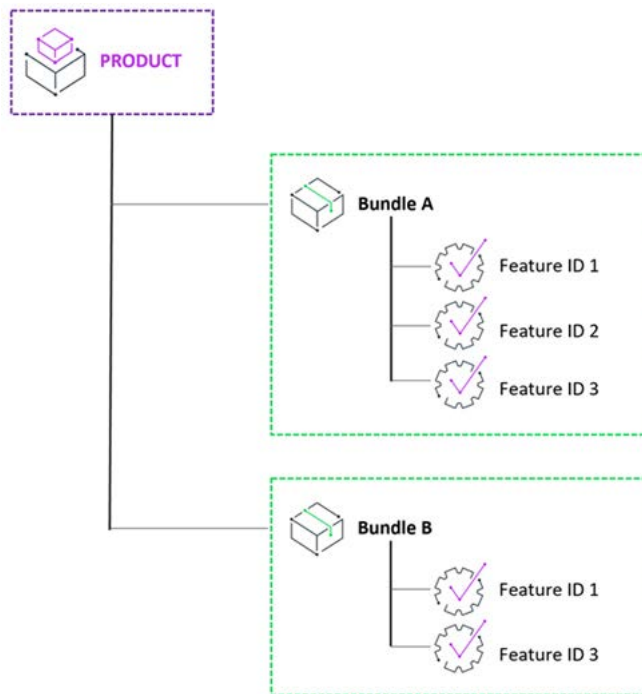 PRODUCT
Bundle A
Feature ID 1
Feature ID 2
Feature ID 3
Bundle B
Feature ID 1
Feature ID 3